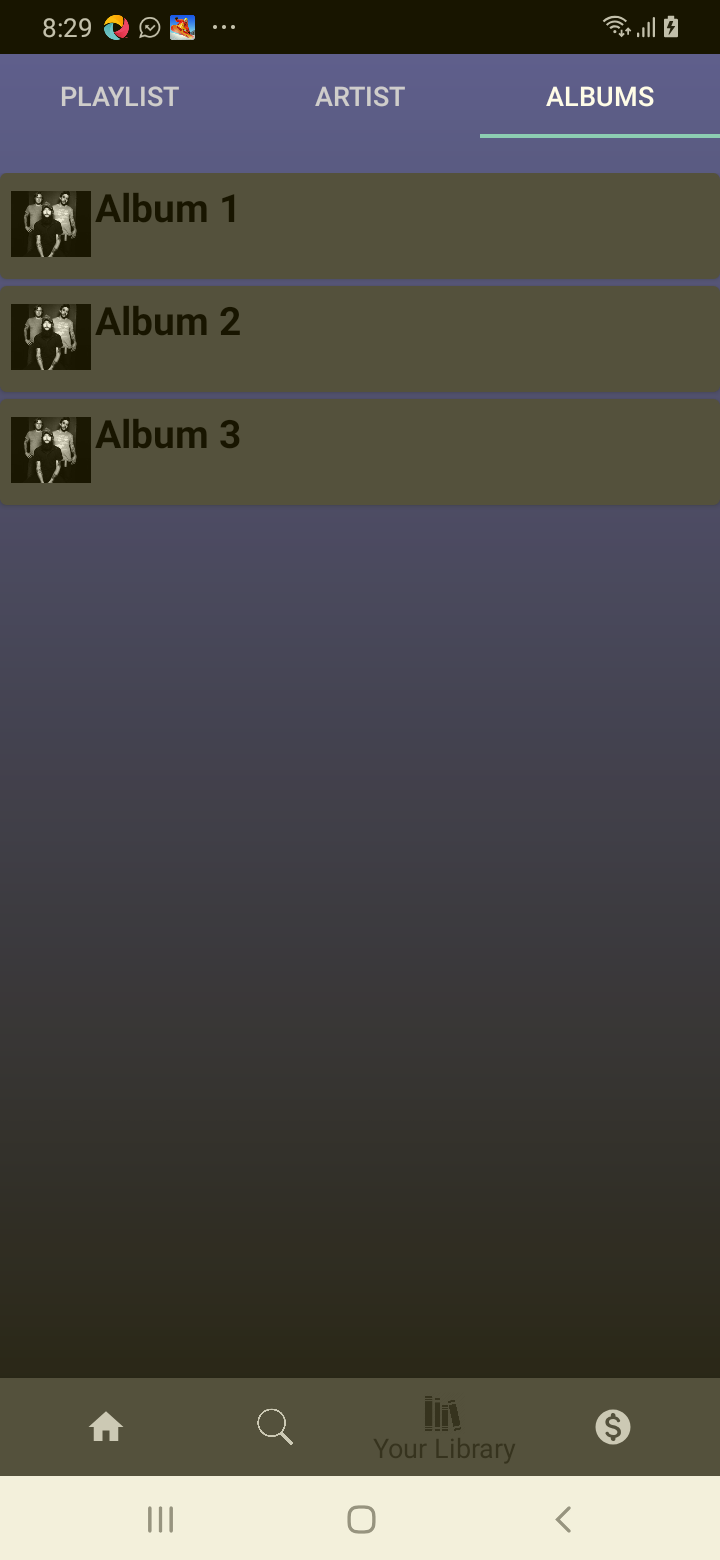 8:29
PLAYLIST ARTIST ALBUMS
Album 1
Album 2
Album 3
Your Library